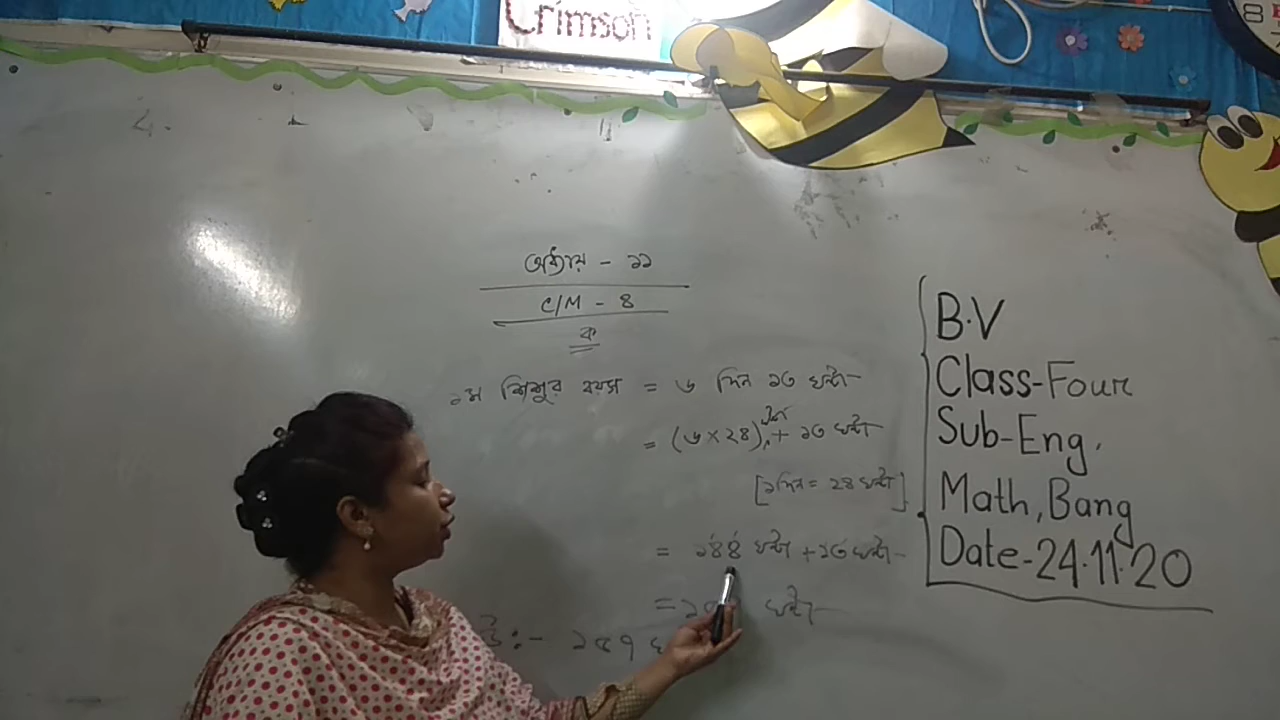 Crimson
অধ্যায় - ১১
C/M - ৪
ক
১ম শিশুর বয়স = ৬ দিন ১৩ ঘন্টা
= (৬ × ২৪) ঘন্টা + ১৩ ঘন্টা
[১ দিন = ২৪ ঘন্টা]
= ১৪৪ ঘন্টা + ১৩ ঘন্টা
= ঘন্টা
উ:- ১৫৭
B.V
Class-Four
Sub-Eng,
Math, Bang
Date-24.11.20